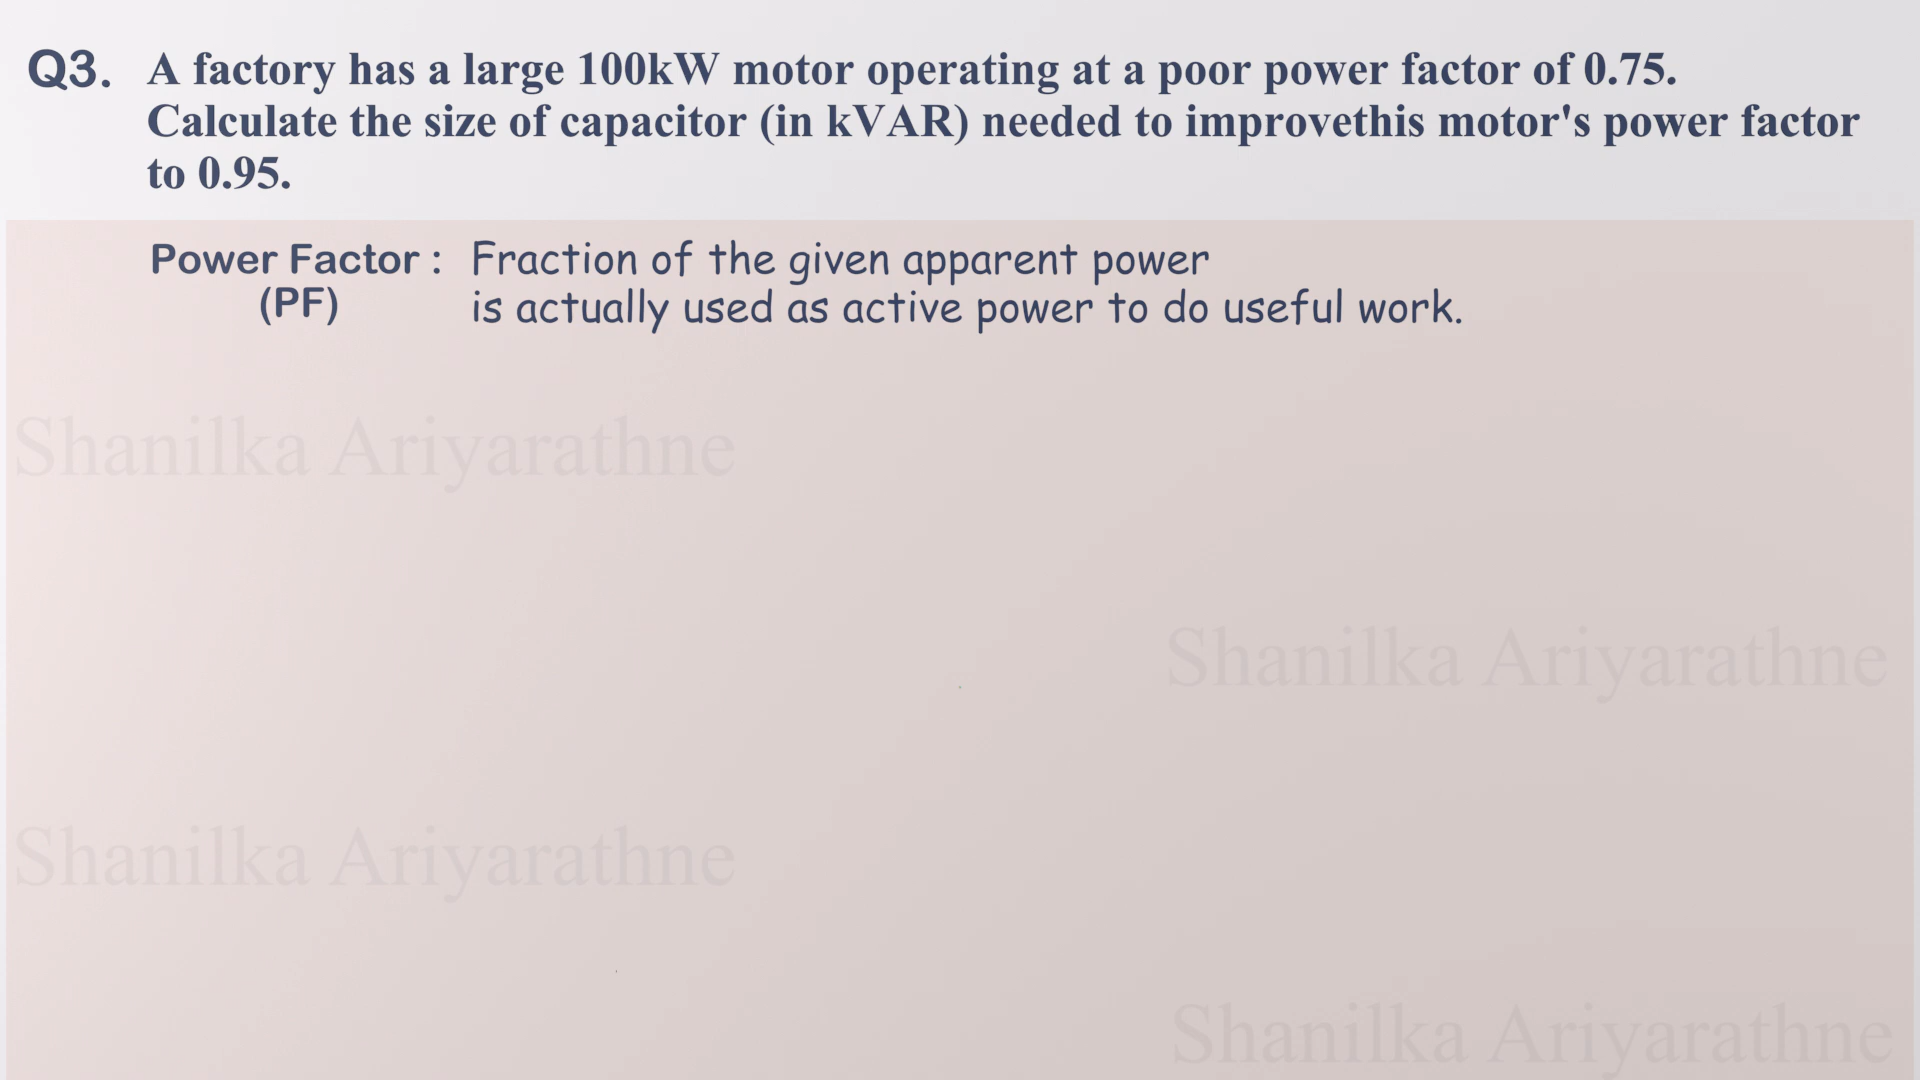 Q3. A factory has a large 100kW motor operating at a poor power factor of 0.75.
Calculate the size of capacitor (in kVAR) needed to improvethis motor's power factor
to 0.95.
Power Factor : Fraction of the given apparent power
(PF) is actually used as active power to do useful work.
Shanilka Ariyarathne
Shanilka Ariyarathne
Shanilka Ariyarathne
Shanilka Ariyarathne